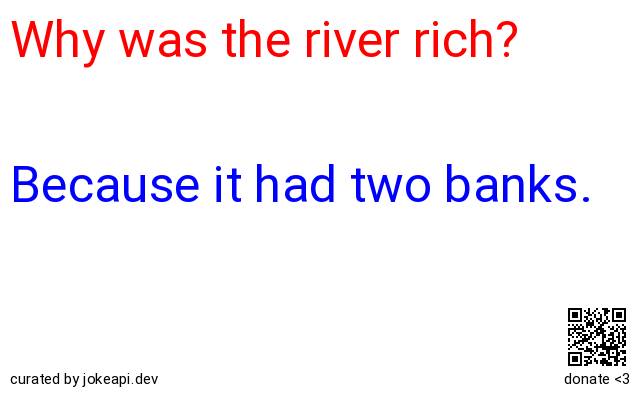 Why was the river rich?
Because it had two banks.
curated by jokeapi.dev
donate <3